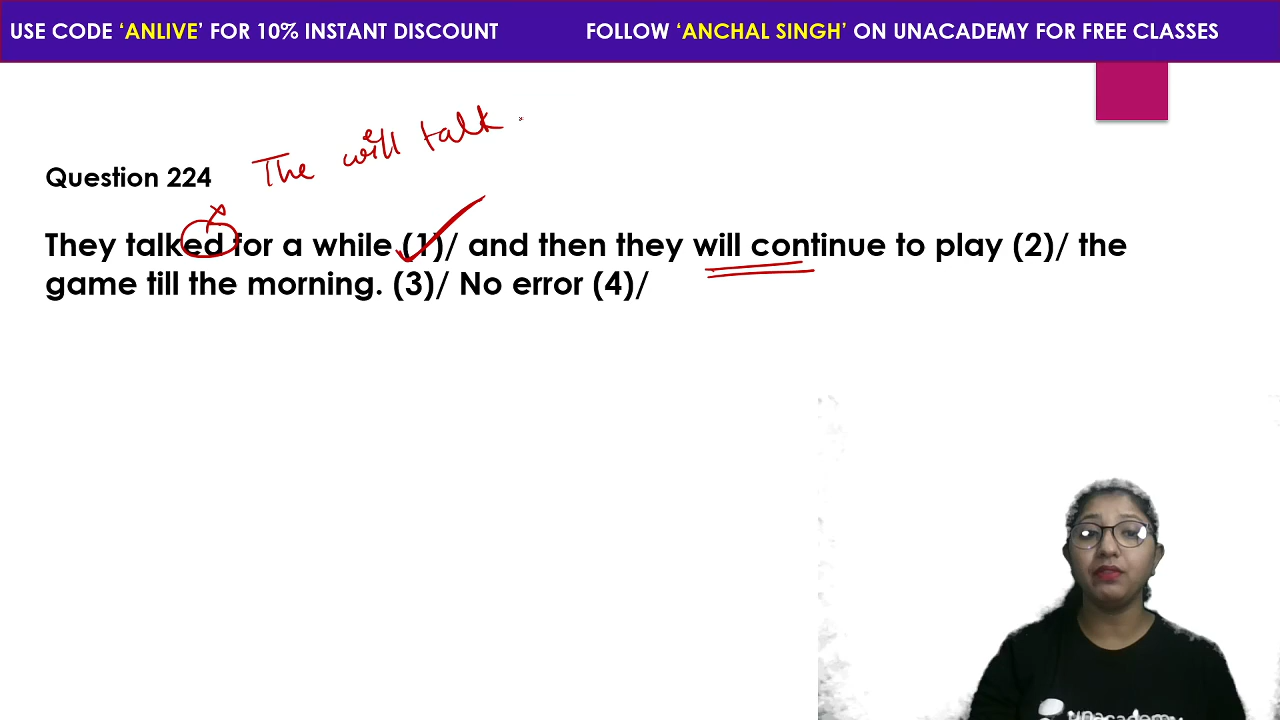 USE CODE ‘ANLIVE’ FOR 10% INSTANT DISCOUNT
FOLLOW ‘ANCHAL SINGH’ ON UNACADEMY FOR FREE CLASSES
The will talk
Question 224
They talked for a while (1)/ and then they will continue to play (2)/ the
game till the morning. (3)/ No error (4)/
unacademy